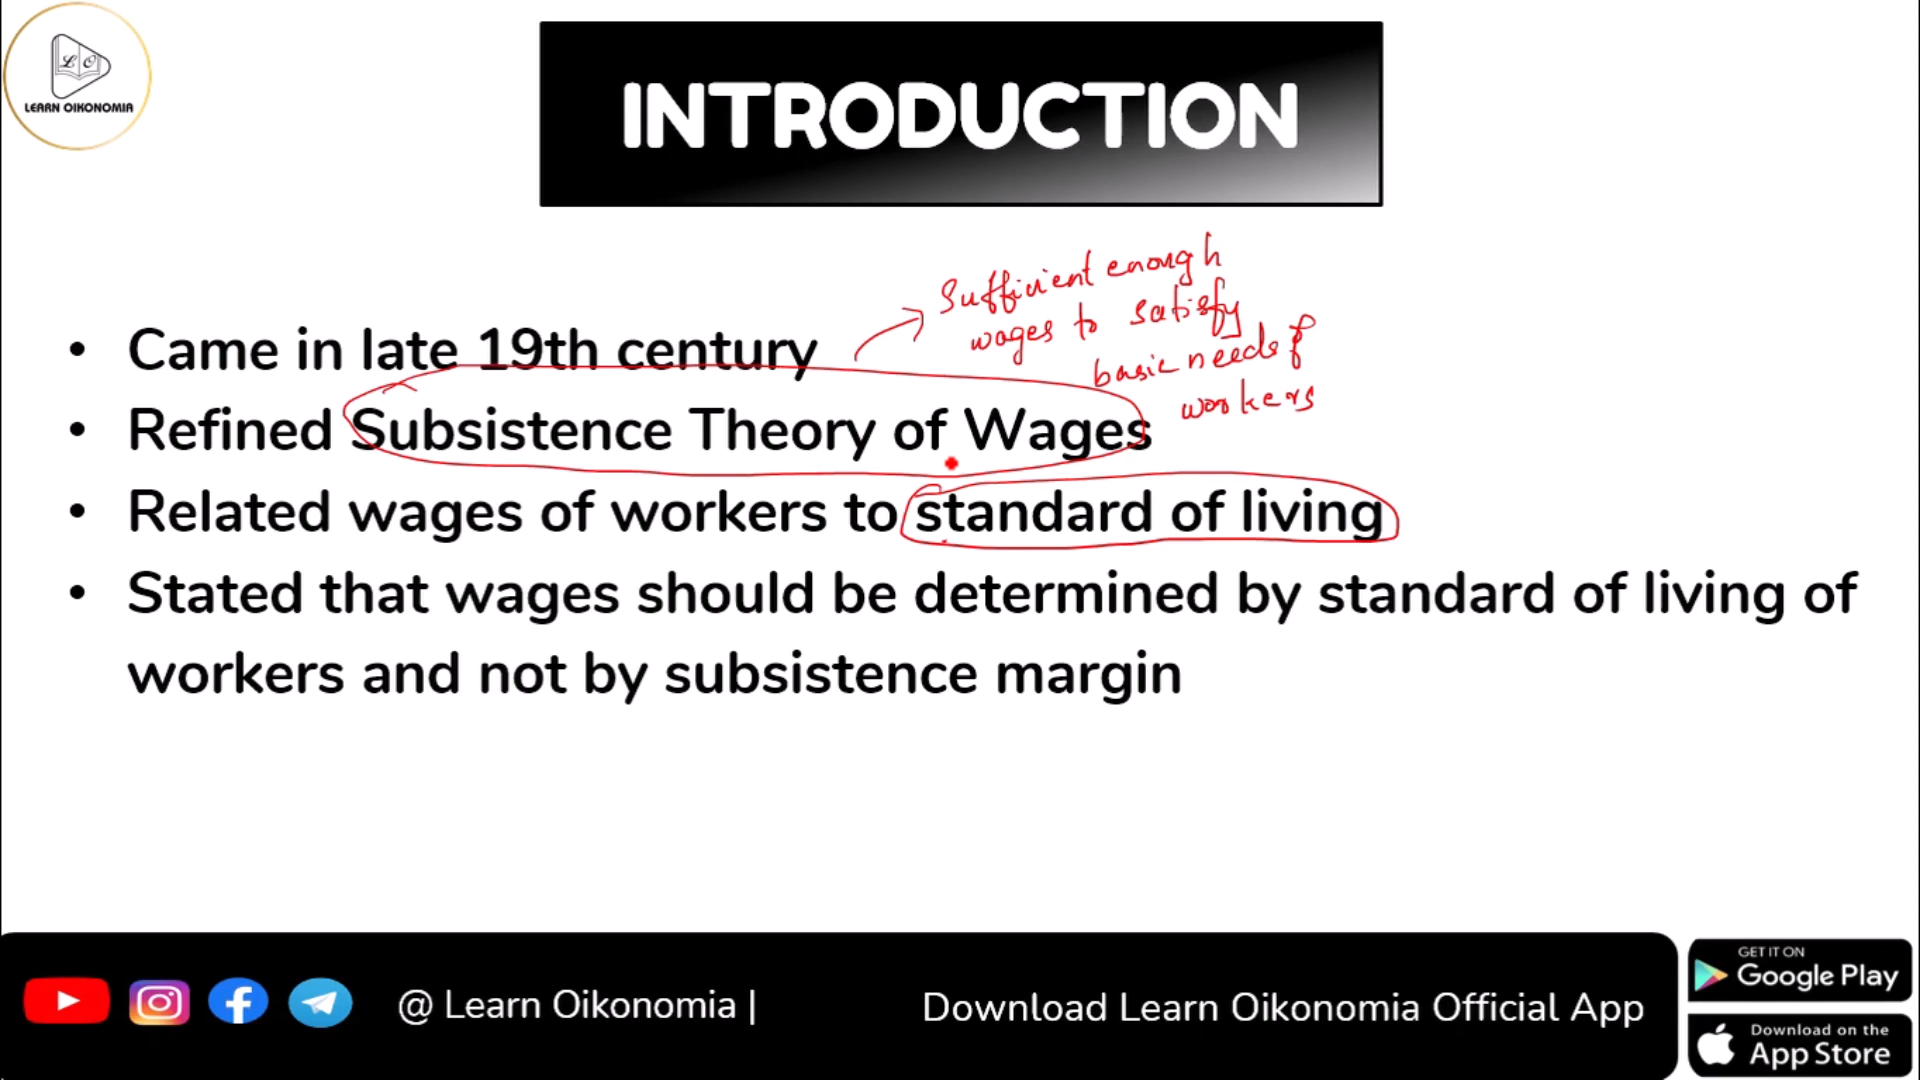 L O
LEARN OIKONOMIA
INTRODUCTION
Sufficient enough
wages to satisfy
basic needs of
workers
• Came in late 19th century
• Refined Subsistence Theory of Wages
• Related wages of workers to standard of living
• Stated that wages should be determined by standard of living of
workers and not by subsistence margin
@ Learn Oikonomia |
Download Learn Oikonomia Official App
GET IT ON
Google Play
Download on the
App Store